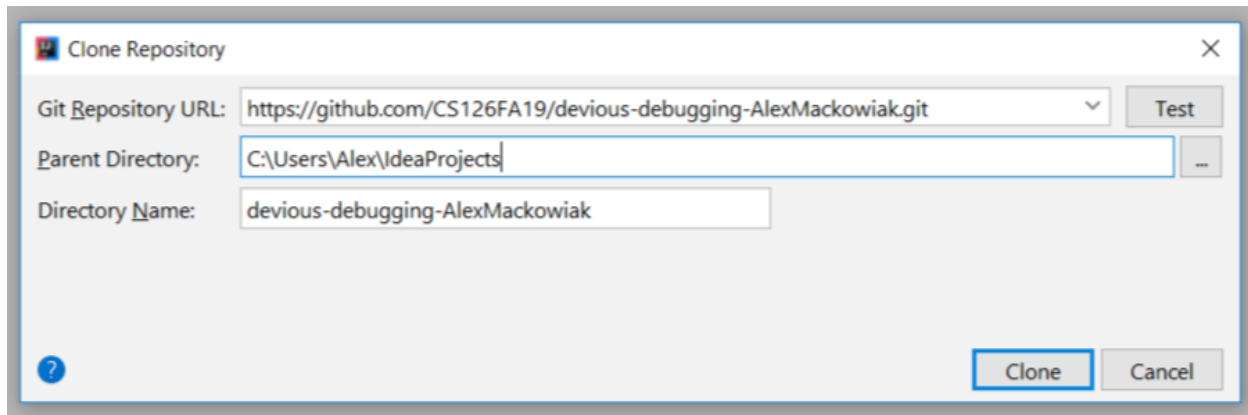 Clone Repository
Git Repository URL: https://github.com/CS126FA19/devious-debugging-AlexMackowiak.git Test
Parent Directory: C:\Users\Alex\IdeaProjects ...
Directory Name: devious-debugging-AlexMackowiak
? Clone Cancel